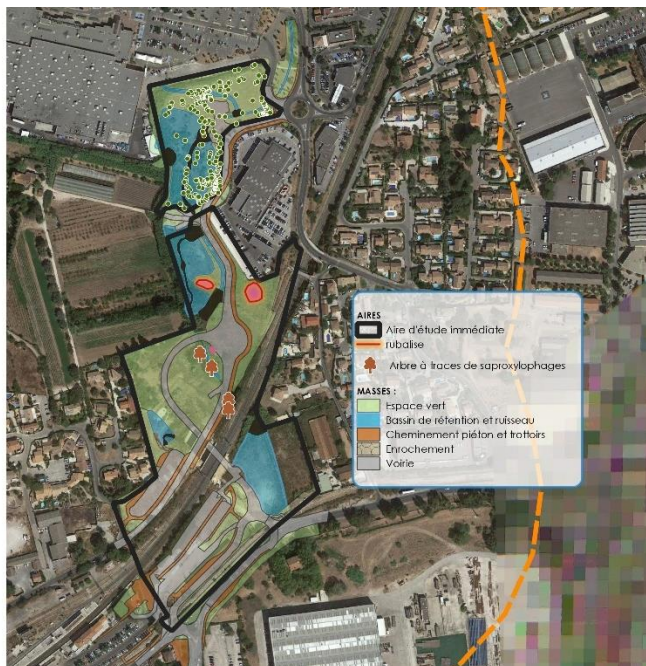 AIRES
Aire d'étude immédiate
rubalise
Arbre à traces de saproxylophages
MASSES :
Espace vert
Bassin de rétention et ruisseau
Cheminement piéton et trottoirs
Enrochement
Voirie